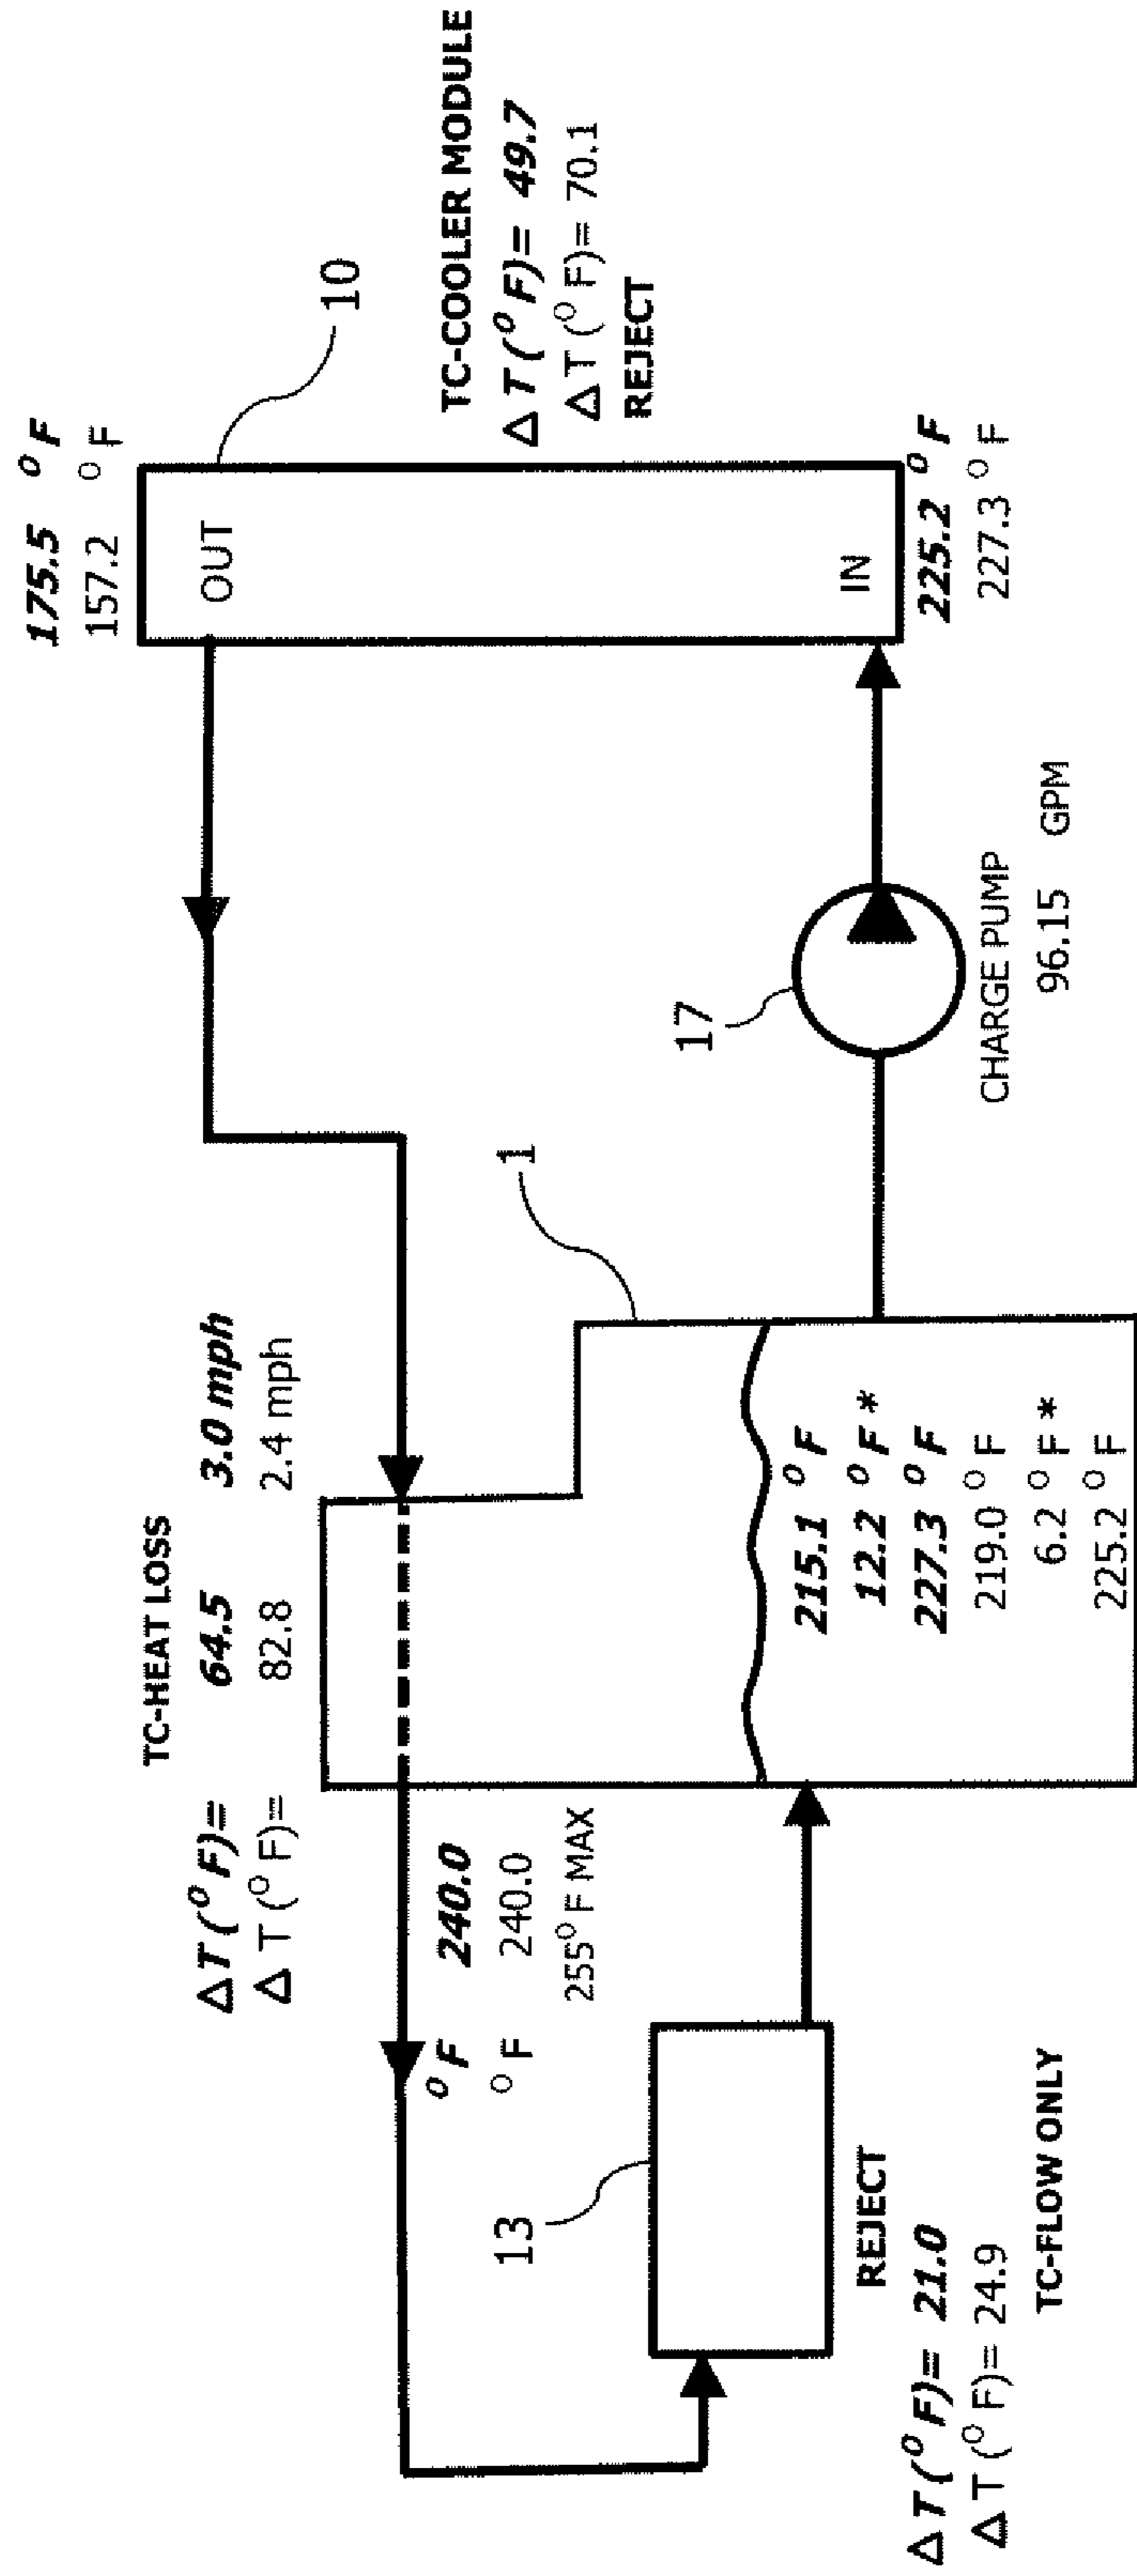 TC-HEAT LOSS
ΔT(°F)= 64.5 3.0 mph
ΔT(°F)= 82.8 2.4 mph
175.5 °F
157.2 °F
OUT
10
TC-COOLER MODULE
ΔT(°F)= 49.7
ΔT(°F)= 70.1
REJECT
IN
225.2 °F
227.3 °F
°F 240.0
°F 240.0
255°F MAX
13
REJECT
ΔT(°F)= 21.0
ΔT(°F)= 24.9
TC-FLOW ONLY
1
215.1 °F
12.2 °F *
227.3 °F
219.0 °F
6.2 °F *
225.2 °F
17
CHARGE PUMP
96.15 GPM